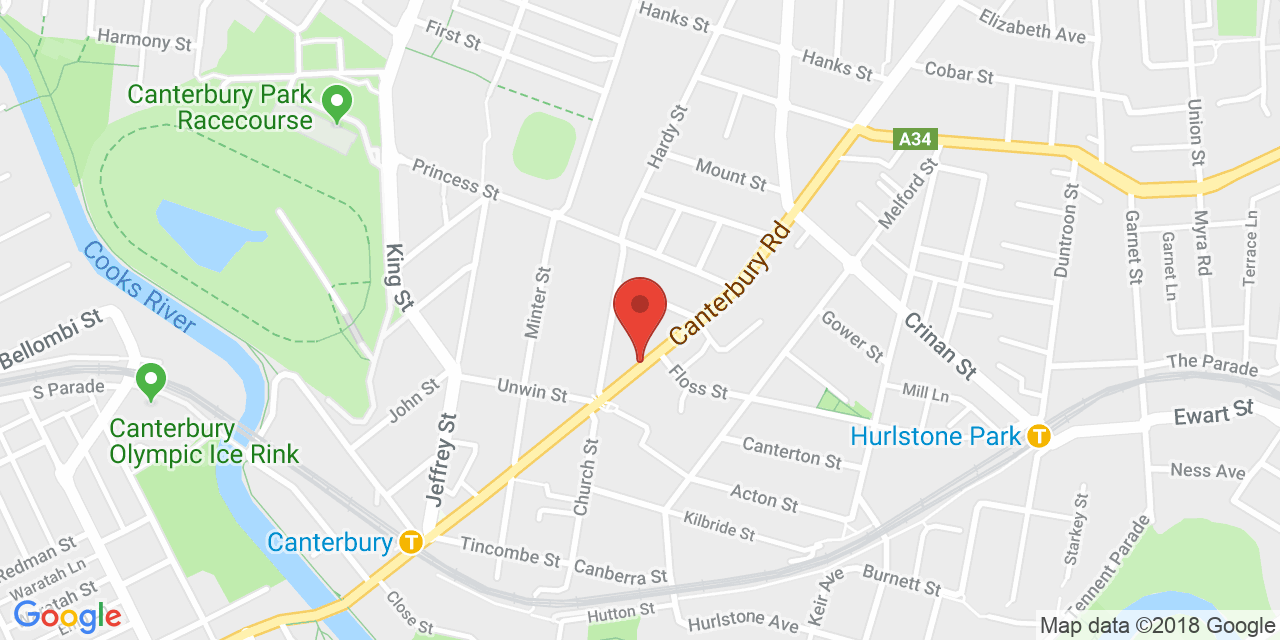 Hanks St
Elizabeth Ave
Harmony St
First St
Hanks St
Cobar St
Canterbury Park
Racecourse
Hardy St
A34
Union St
Princess St
Mount St
Melford St
Duntroon St
Garnet St
Garnet Ln
Myra Rd
Terrace Ln
Cooks River
King St
Minter St
Canterbury Rd
Bellombi St
Gower St
Crinan St
The Parade
S Parade
John St
Unwin St
Floss St
Mill Ln
Ewart St
Canterbury
Olympic Ice Rink
Jeffrey St
Church St
Hurlstone Park
T
Canterton St
Ness Ave
Acton St
Kilbride St
Starkey St
Canterbury
T
Tincombe St
Canberra St
Redman St
Waratah Ln
Burnett St
Keir Ave
Tennent Parade
Close St
Hutton St
Hurlstone Ave
Google
Map data ©2018 Google